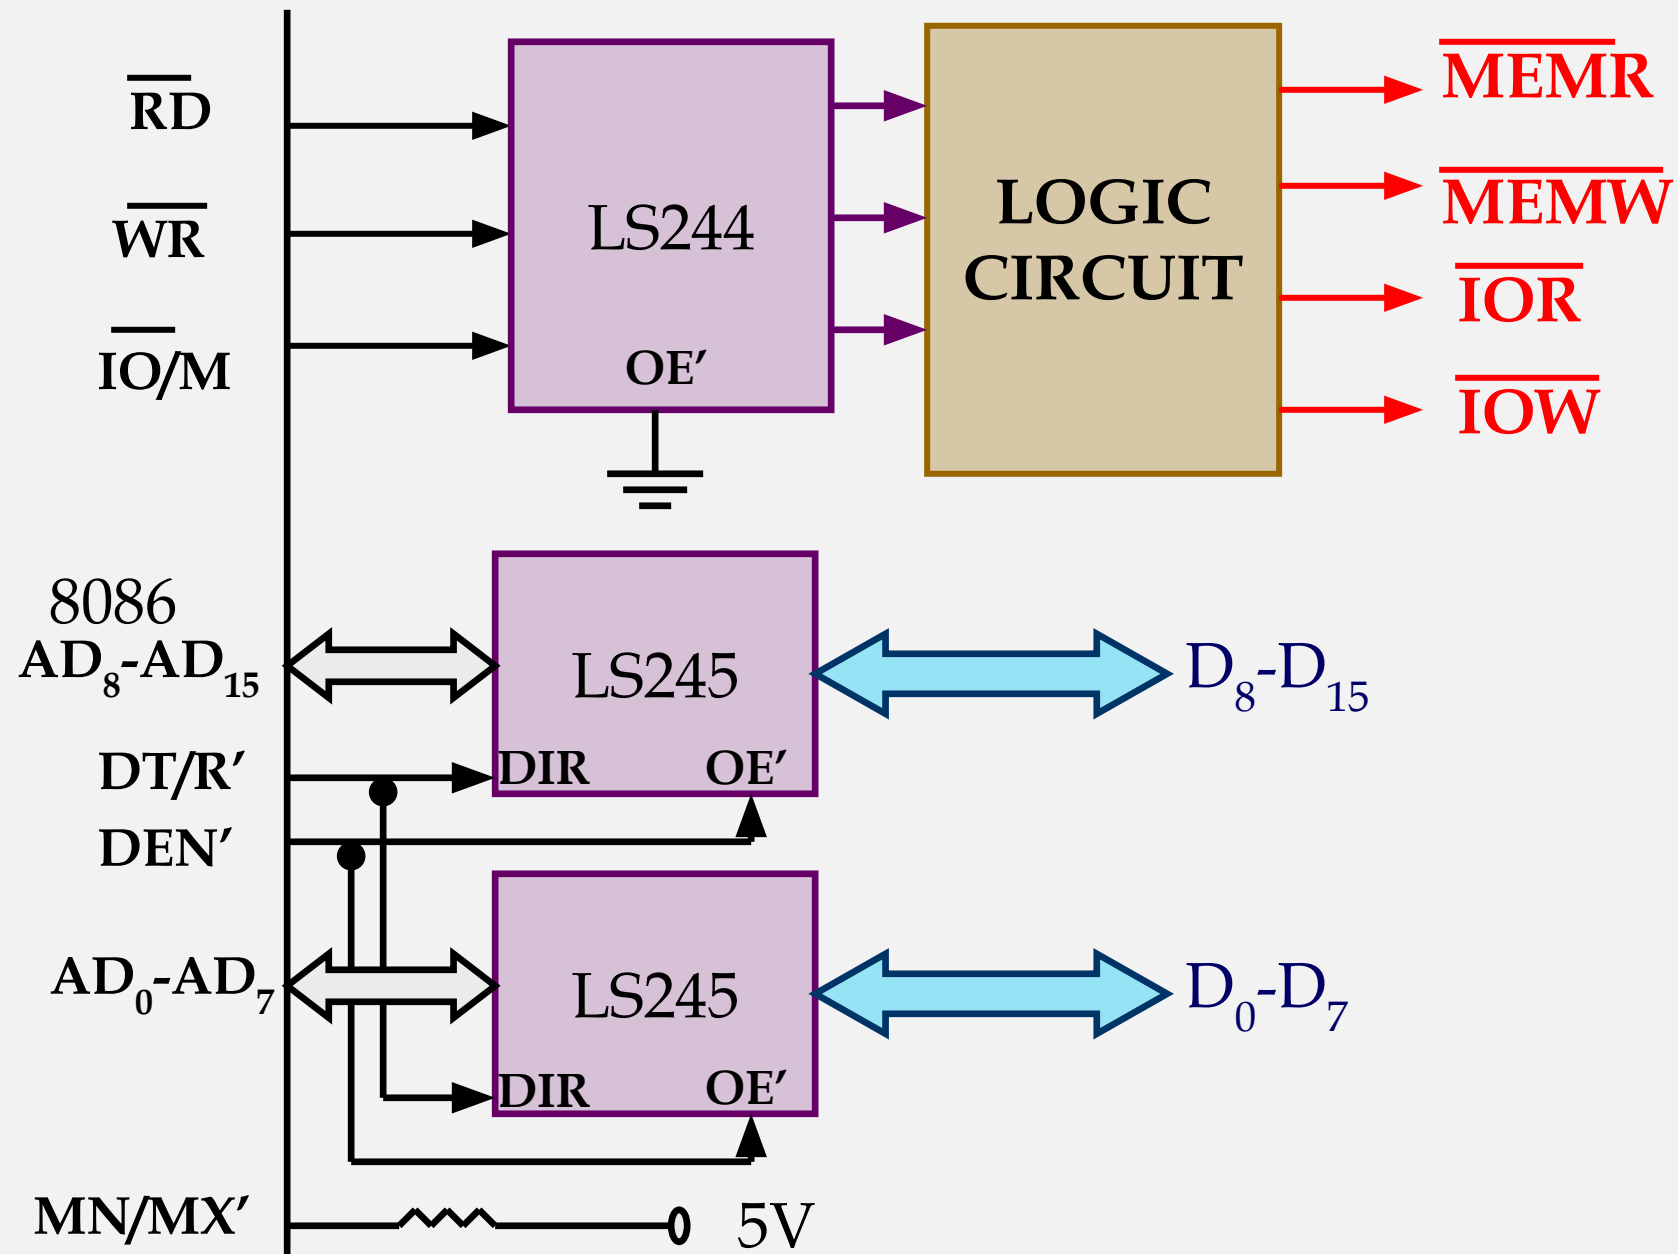 RD
WR
IO/M
LS244
OE′
LOGIC
CIRCUIT
MEMR
MEMW
IOR
IOW
8086
AD8-AD15
LS245
D8-D15
DT/R′
DIR
OE′
DEN′
AD0-AD7
LS245
D0-D7
DIR
OE′
MN/MX′
5V